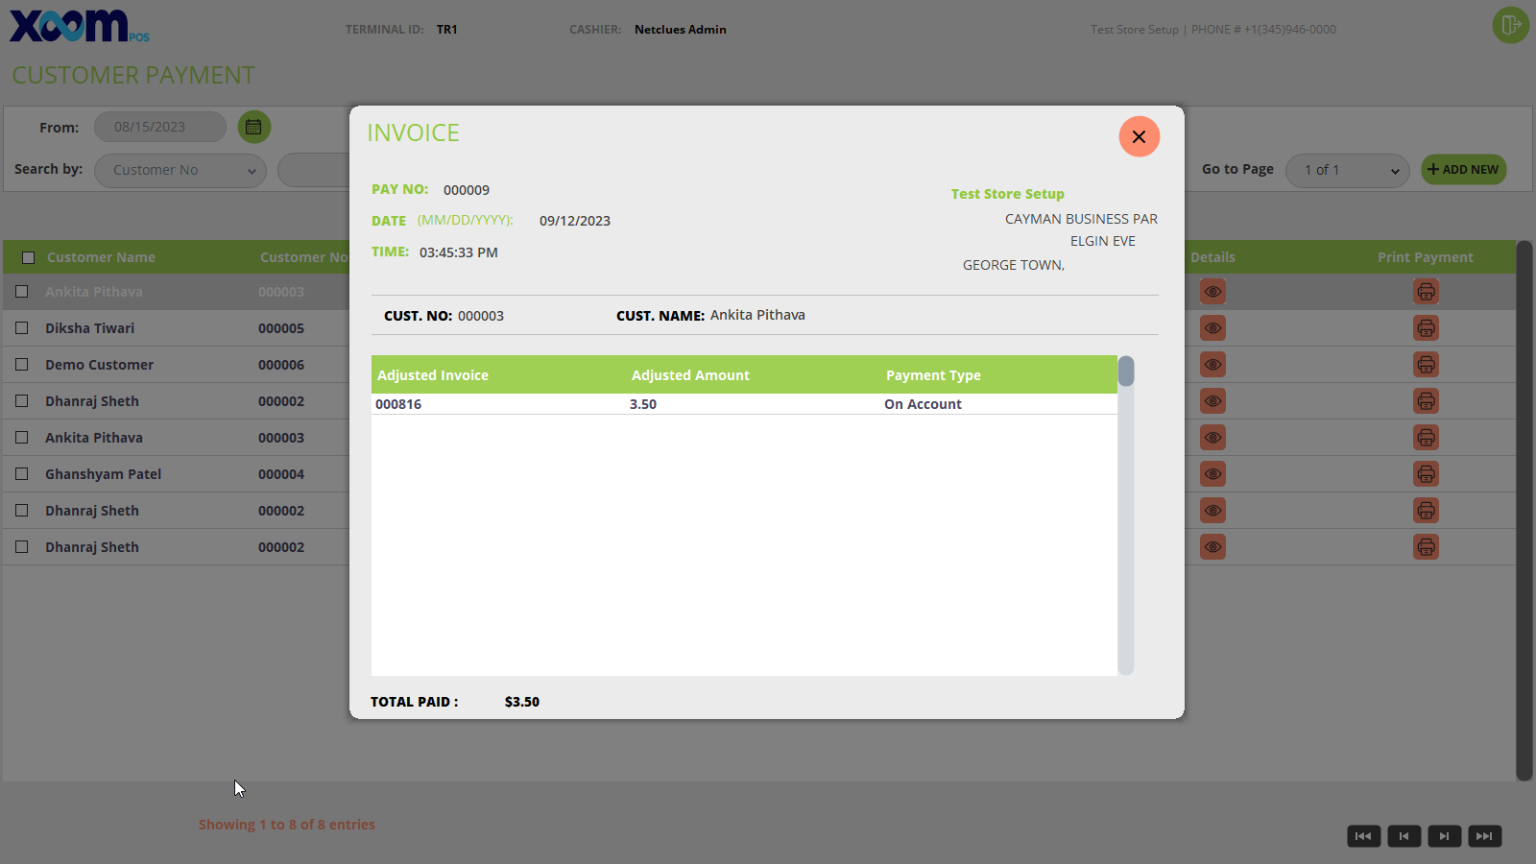 xoom POS
TERMINAL ID: TR1 CASHIER: Netclues Admin Test Store Setup | PHONE # +1(345)946-0000
CUSTOMER PAYMENT
From: 08/15/2023
Search by: Customer No Go to Page 1 of 1 + ADD NEW
INVOICE
PAY NO: 000009
DATE (MM/DD/YYYY): 09/12/2023
TIME: 03:45:33 PM
Test Store Setup
CAYMAN BUSINESS PAR
ELGIN EVE
GEORGE TOWN,
CUST. NO: 000003 CUST. NAME: Ankita Pithava
Adjusted Invoice Adjusted Amount Payment Type
000816 3.50 On Account
TOTAL PAID : $3.50
Customer Name Customer No Details Print Payment
Ankita Pithava 000003
Diksha Tiwari 000005
Demo Customer 000006
Dhanraj Sheth 000002
Ankita Pithava 000003
Ghanshyam Patel 000004
Dhanraj Sheth 000002
Dhanraj Sheth 000002
Showing 1 to 8 of 8 entries